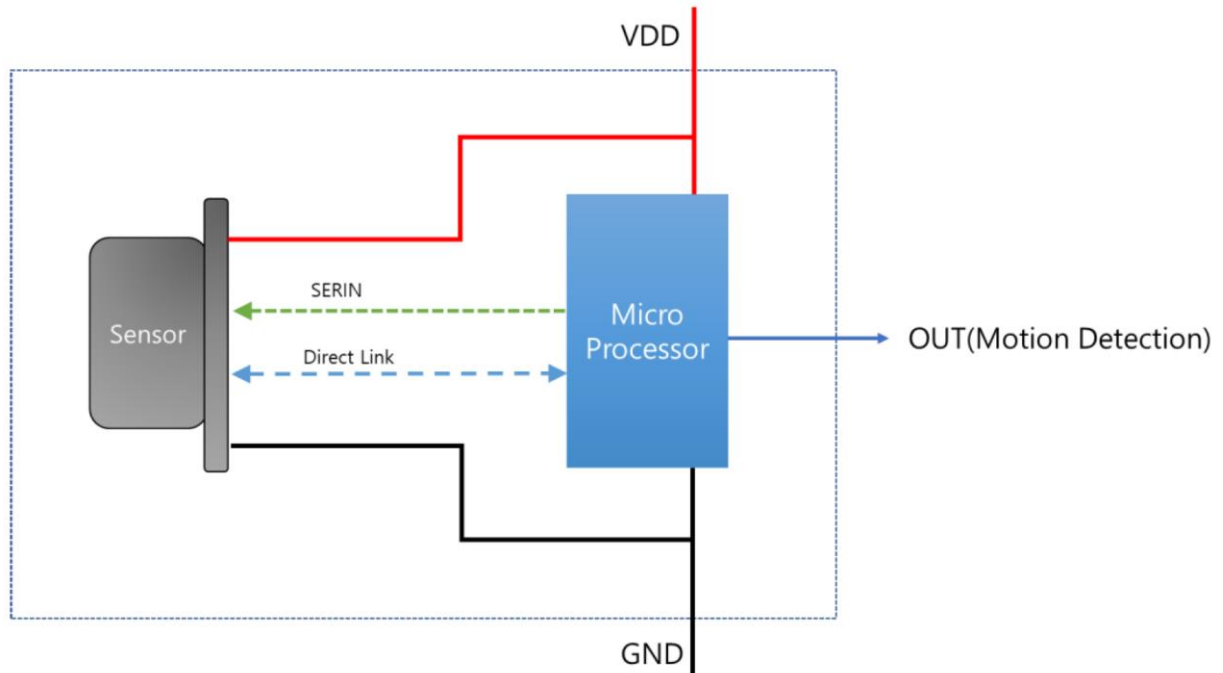 VDD
SERIN
Sensor
Direct Link
Micro
Processor
OUT(Motion Detection)
GND